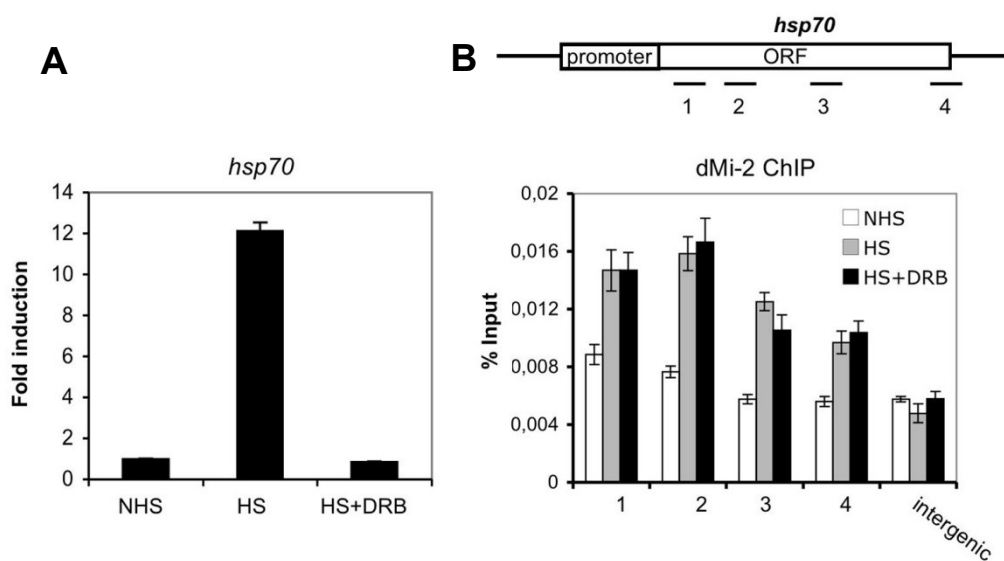 A
hsp70
Fold induction
14
12
10
8
6
4
2
0
NHS HS HS+DRB
B
hsp70
promoter ORF
1 2 3 4
dMi-2 ChIP
% Input
0,02
0,016
0,012
0,008
0,004
0
NHS
HS
HS+DRB
1 2 3 4 intergenic